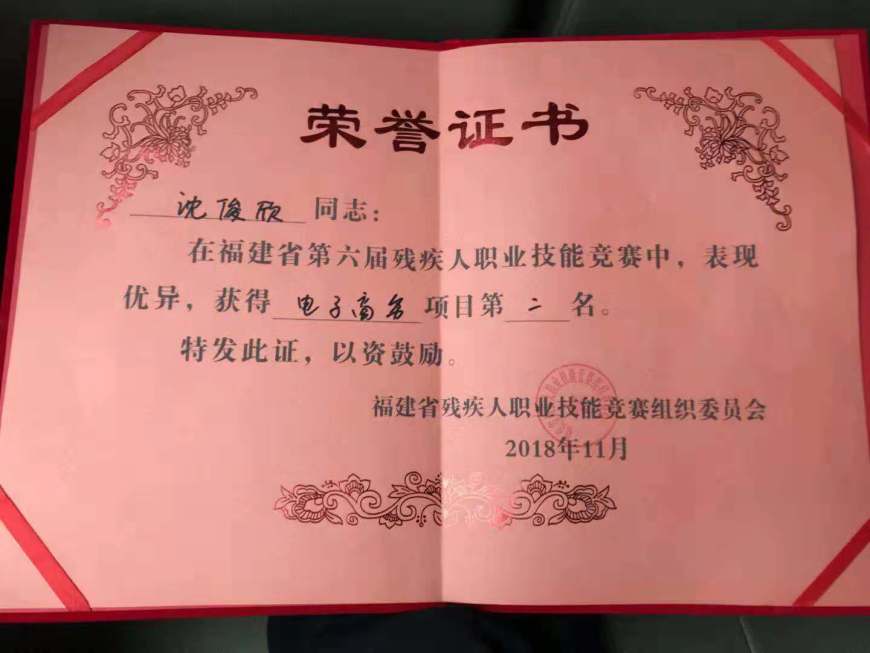 荣誉证书
沈俊欣 同志：
在福建省第六届残疾人职业技能竞赛中，表现
优异，获得 电子商务 项目第 二 名。
特发此证，以资鼓励。
福建省残疾人职业技能竞赛组织委员会
2018年11月